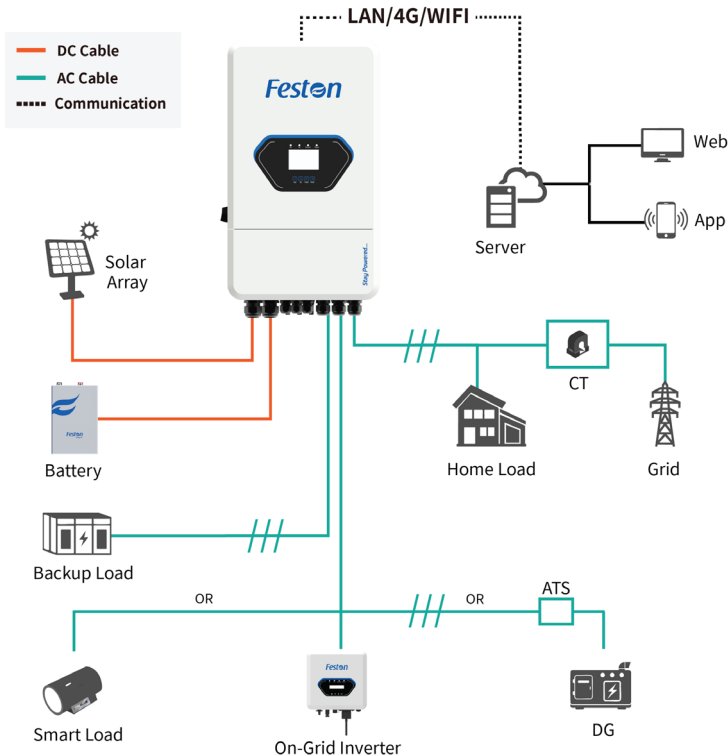 LAN/4G/WIFI
DC Cable
AC Cable
Communication
Feston
Web
App
Server
Stay Powered...
Solar
Array
CT
Feston
Battery
Home Load
Grid
Backup Load
ATS
OR
OR
Feston
Smart Load
On-Grid Inverter
DG